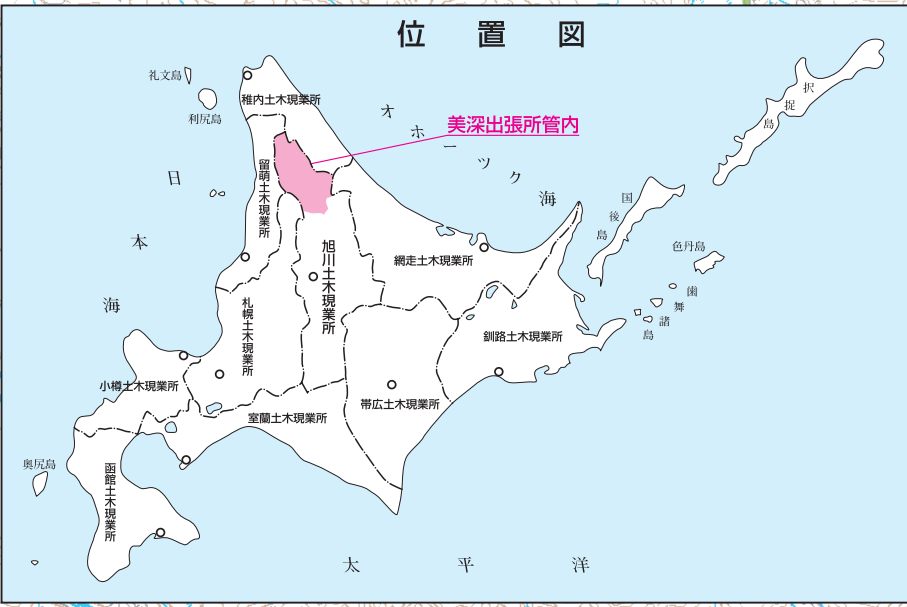 位置図
礼文島
利尻島
稚内土木現業所
オホーツク海
美深出張所管内
択捉島
留萌土木現業所
日本海
国後島
色丹島
歯舞諸島
旭川土木現業所
網走土木現業所
札幌土木現業所
釧路土木現業所
小樽土木現業所
帯広土木現業所
室蘭土木現業所
奥尻島
函館土木現業所
太平洋